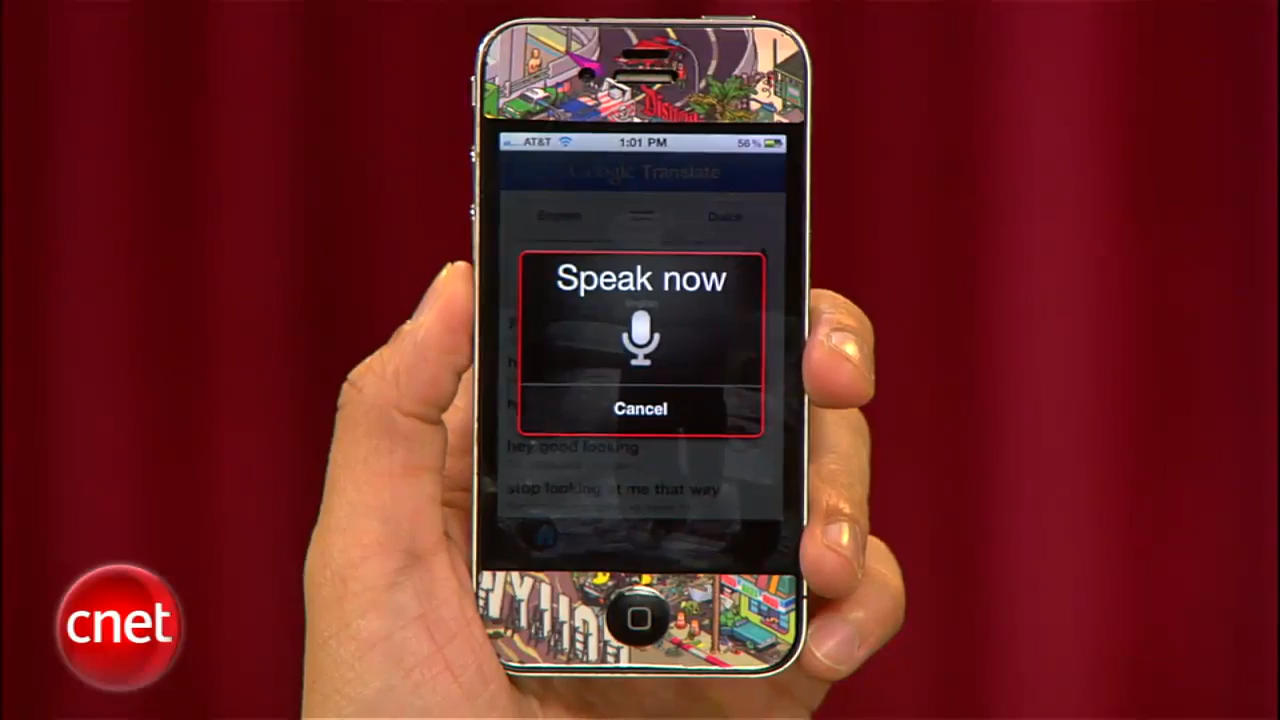 AT&T 1:01 PM 56%
Google Translate
English
Speak now
Cancel
hey good looking
stop looking at me that way
cnet